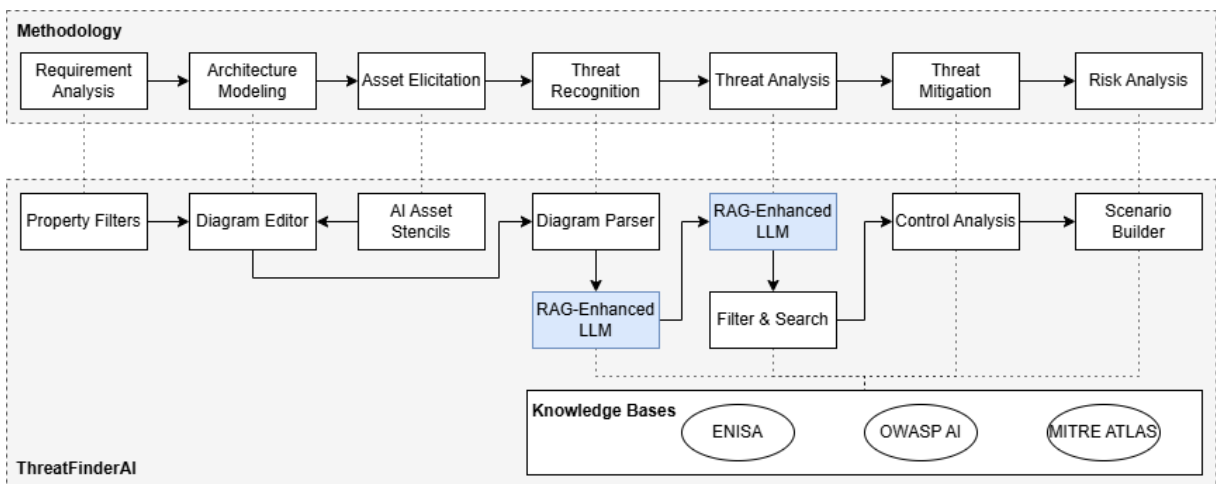 Methodology
Requirement
Analysis
Architecture
Modeling
Asset Elicitation
Threat
Recognition
Threat Analysis
Threat
Mitigation
Risk Analysis
Property Filters
Diagram Editor
AI Asset
Stencils
Diagram Parser
RAG-Enhanced
LLM
RAG-Enhanced
LLM
Filter & Search
Control Analysis
Scenario
Builder
Knowledge Bases
ENISA
OWASP AI
MITRE ATLAS
ThreatFinderAI